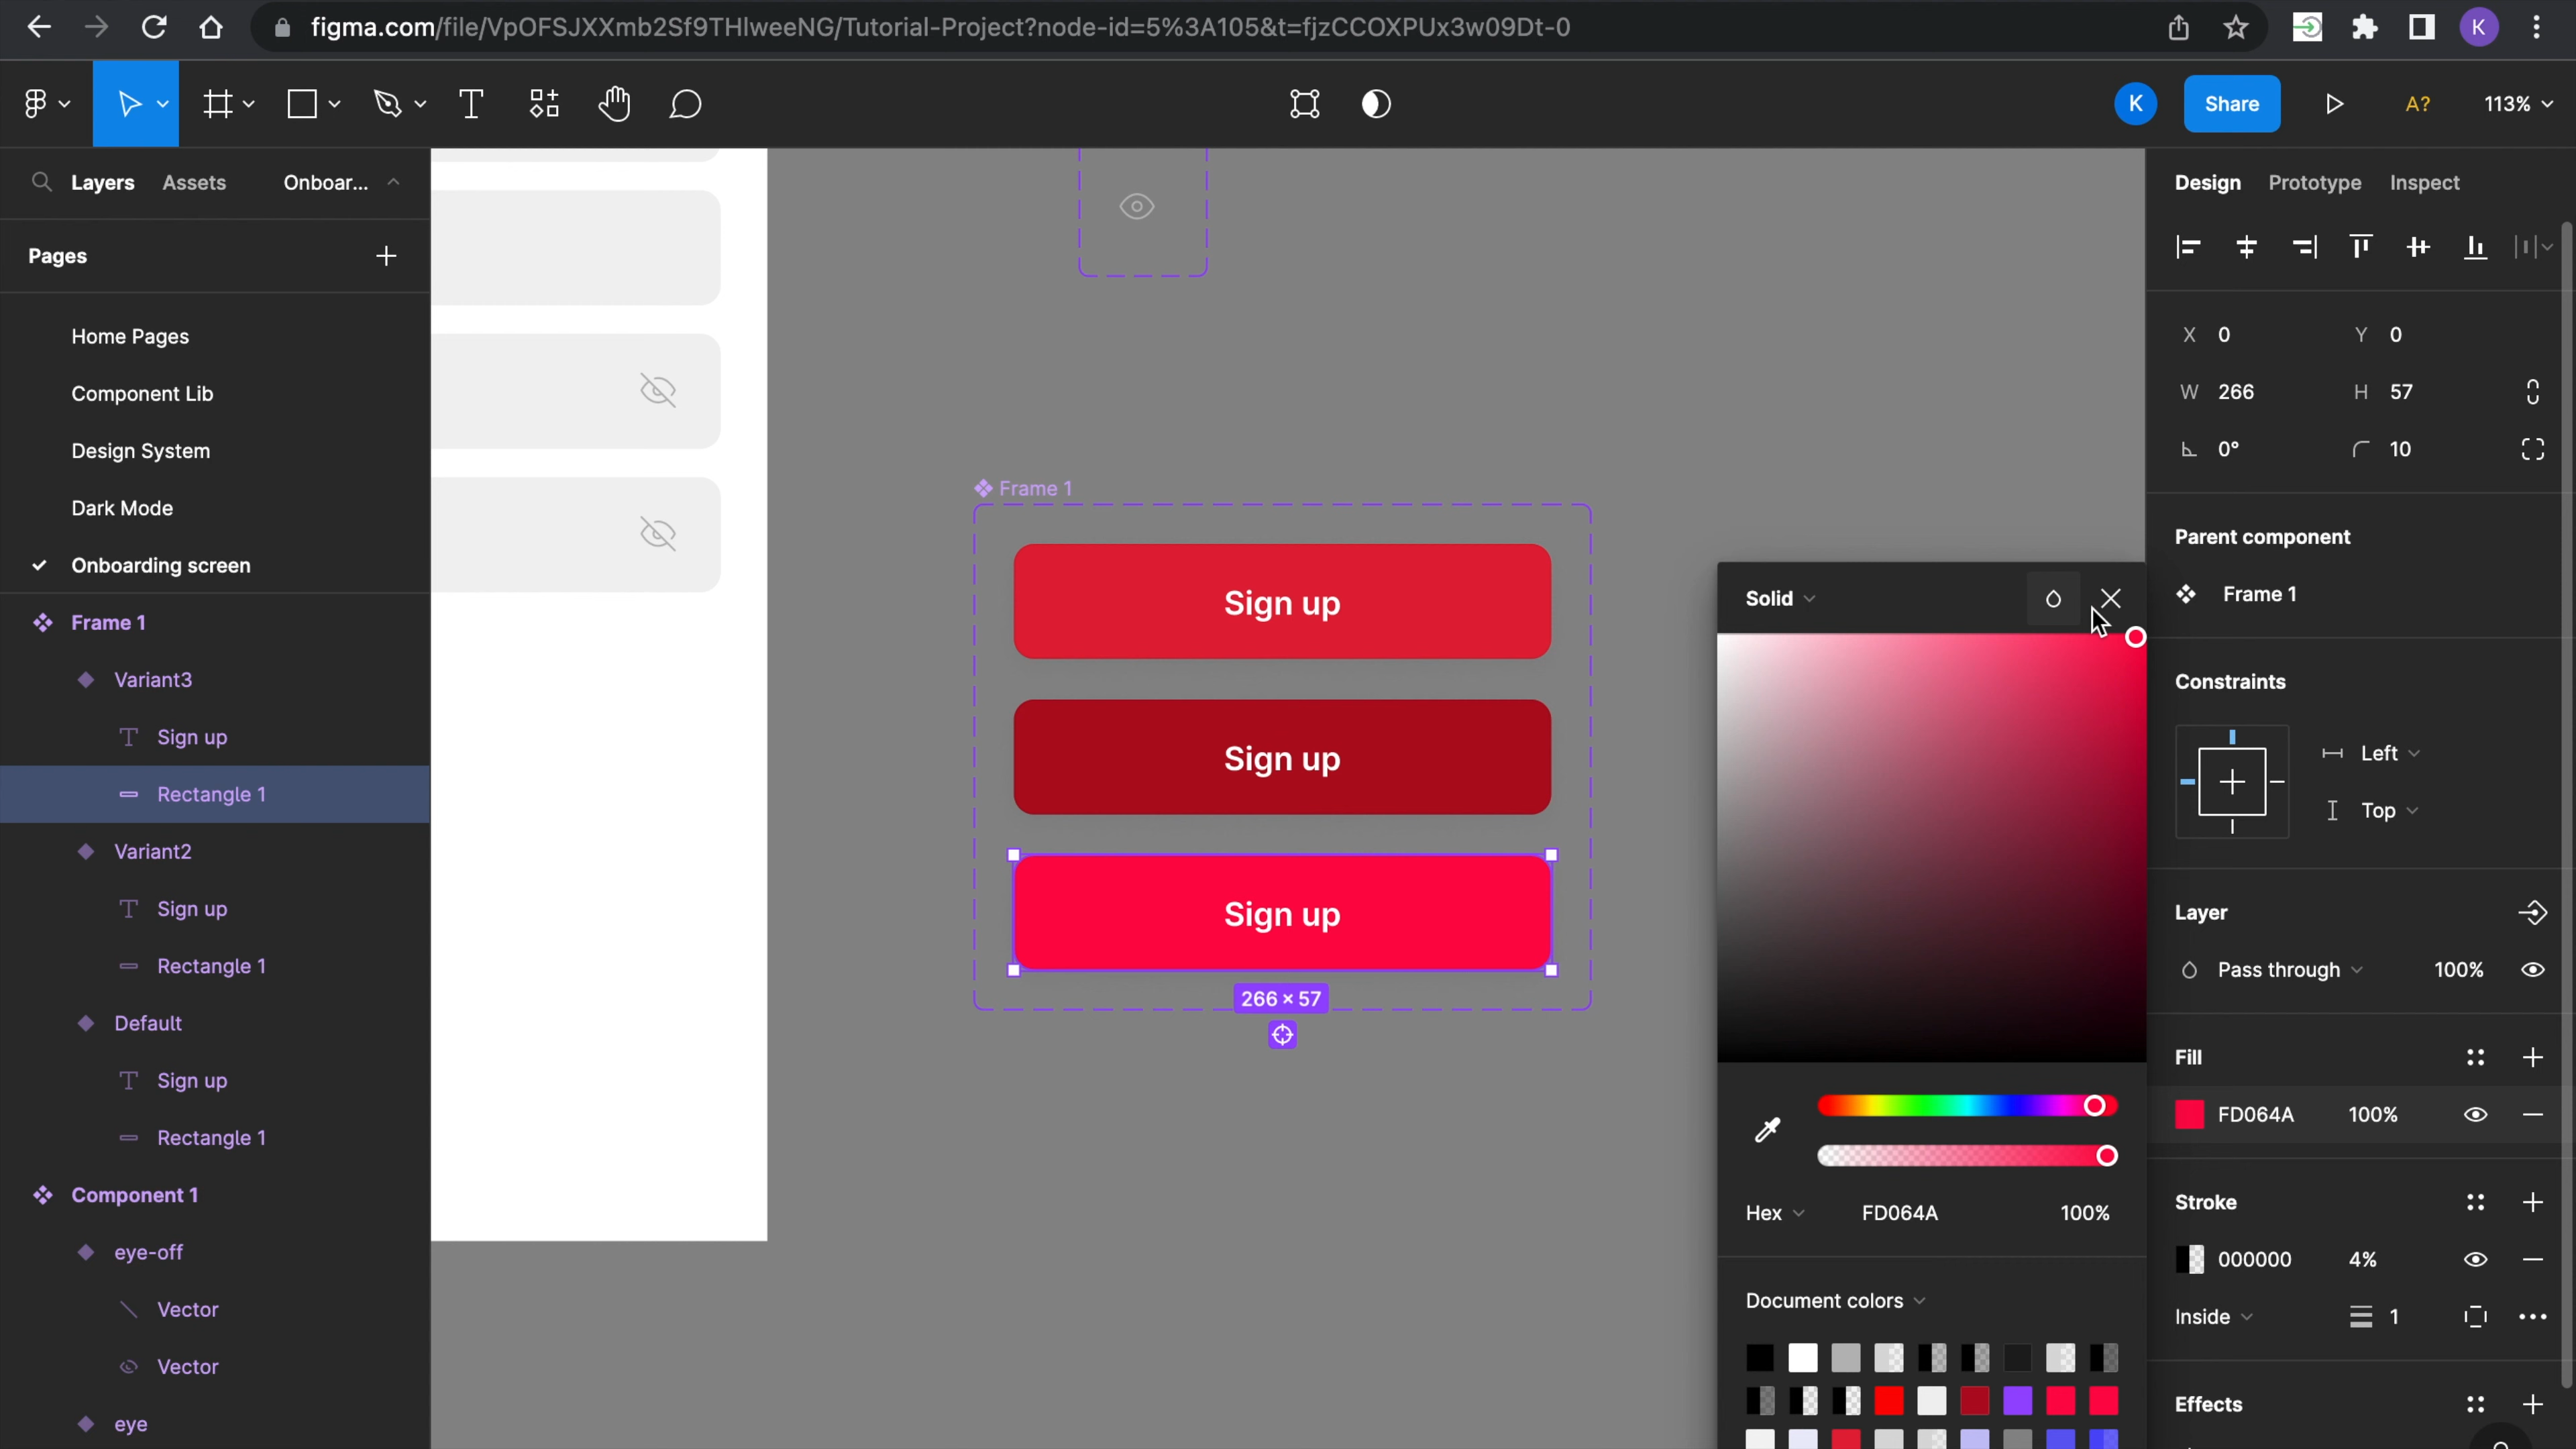 figma.com/file/VpOFSJXXmb2Sf9THlweeNG/Tutorial-Project?node-id=5%3A105&t=fjzCCOXPUx3w09Dt-0
K
K
Share
A?
113%
Layers
Assets
Onboar...
Pages
Home Pages
Component Lib
Design System
Dark Mode
Onboarding screen
Frame 1
Variant3
Sign up
Rectangle 1
Variant2
Sign up
Rectangle 1
Default
Sign up
Rectangle 1
Component 1
eye-off
Vector
Vector
eye
Frame 1
Sign up
Sign up
Sign up
266 × 57
Solid
Hex
FD064A
100%
Document colors
Design
Prototype
Inspect
X 0
Y 0
W 266
H 57
0°
10
Parent component
Frame 1
Constraints
Left
Top
Layer
Pass through
100%
Fill
FD064A
100%
Stroke
000000
4%
Inside
1
Effects